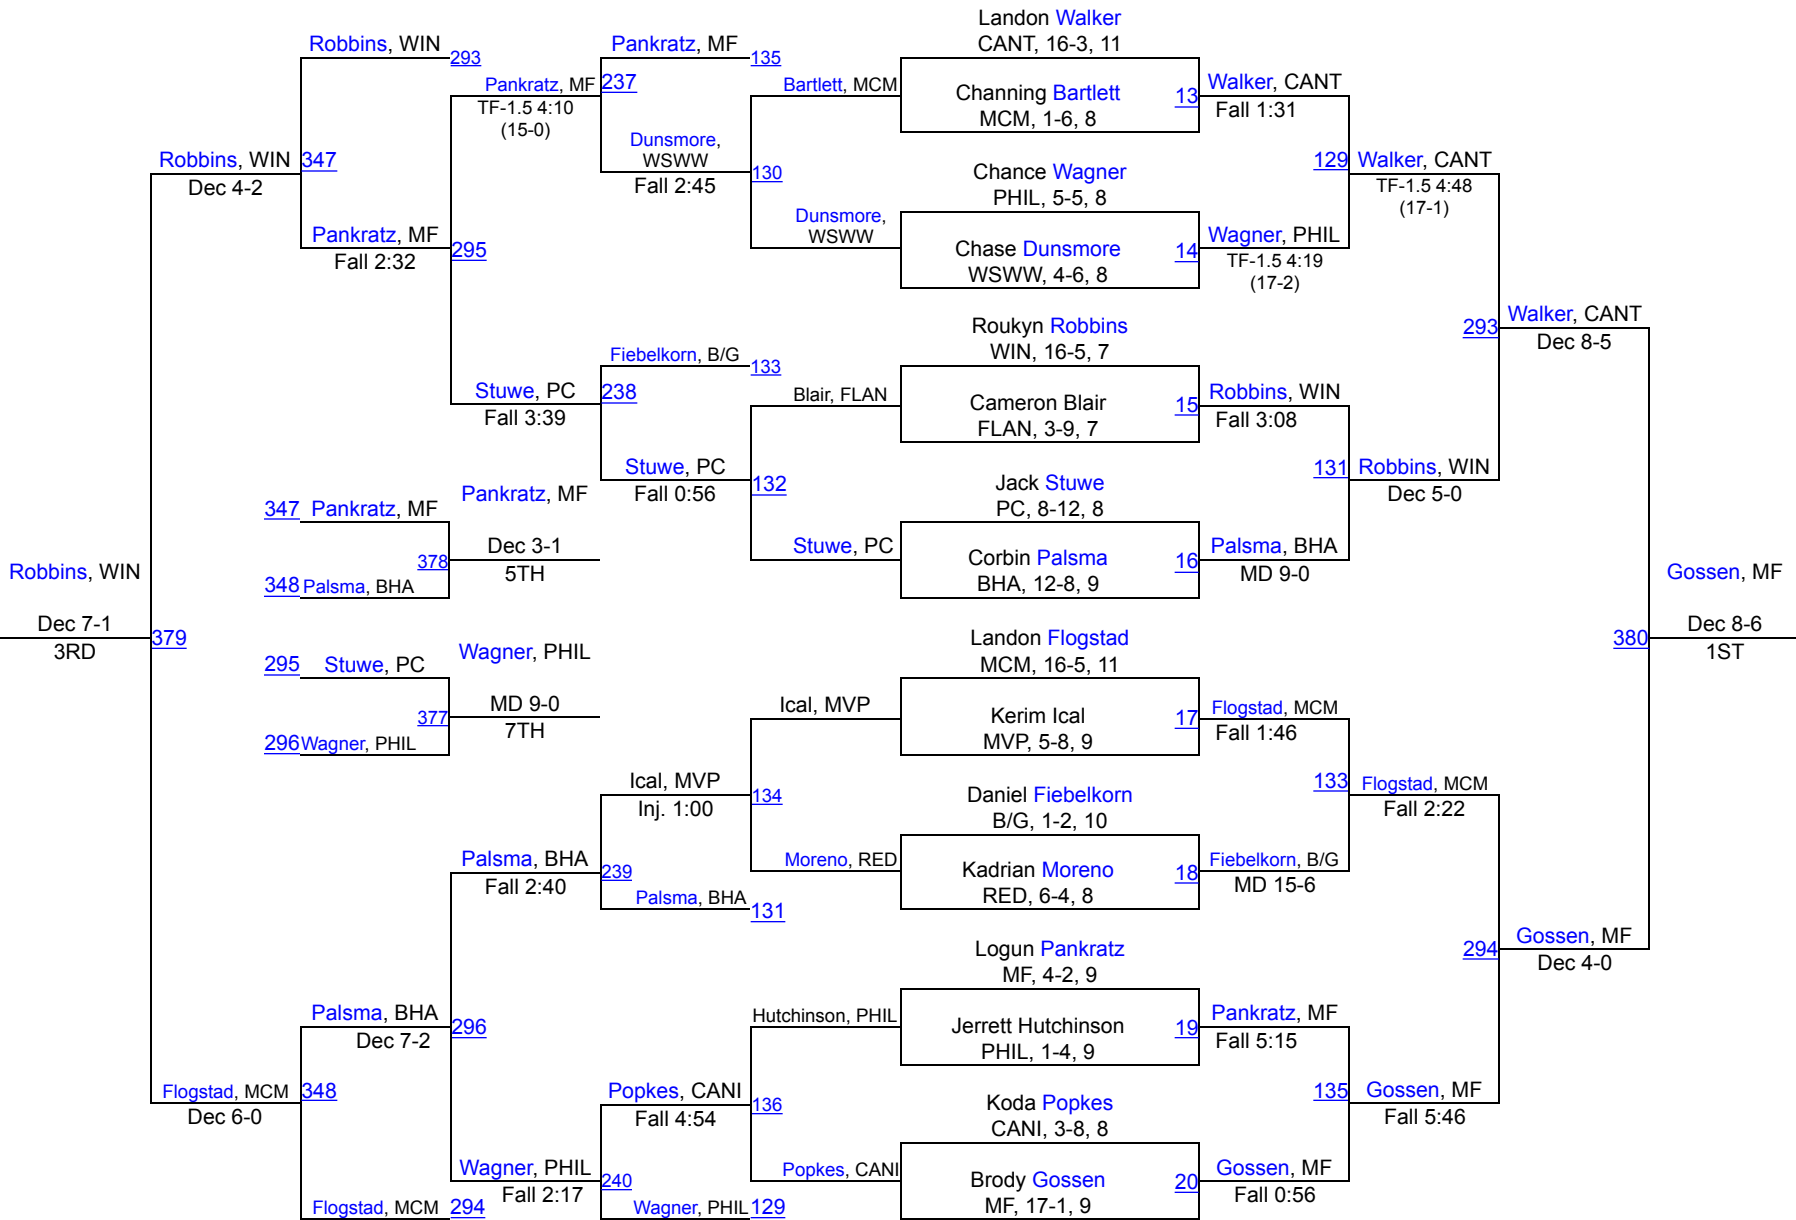 Robbins, WIN
Dec 7-1
3RD
379
Robbins, WIN
Dec 4-2
Flogstad, MCM
Dec 6-0
Robbins, WIN
293
347
Pankratz, MF
Fall 2:32
295
347 Pankratz, MF
348 Palsma, BHA
378
Pankratz, MF
Dec 3-1
5TH
295 Stuwe, PC
296 Wagner, PHIL
377
Wagner, PHIL
MD 9-0
7TH
Palsma, BHA
Dec 7-2
296
348
Flogstad, MCM 294
Pankratz, MF
TF-1.5 4:10
(15-0)
237
Stuwe, PC
Fall 3:39
238
Palsma, BHA
Fall 2:40
239
Wagner, PHIL
Fall 2:17
240
Pankratz, MF
135
Dunsmore,
WSWW
Fall 2:45
130
Fiebelkorn, B/G
133
Stuwe, PC
Fall 0:56
132
Ical, MVP
Inj. 1:00
134
Palsma, BHA
131
Popkes, CANI
Fall 4:54
136
Wagner, PHIL 129
Bartlett, MCM
Dunsmore,
WSWW
Blair, FLAN
Stuwe, PC
Ical, MVP
Moreno, RED
Hutchinson, PHIL
Popkes, CANI
Landon Walker
CANT, 16-3, 11
Channing Bartlett
MCM, 1-6, 8
13
Chance Wagner
PHIL, 5-5, 8
Chase Dunsmore
WSWW, 4-6, 8
14
Roukyn Robbins
WIN, 16-5, 7
Cameron Blair
FLAN, 3-9, 7
15
Jack Stuwe
PC, 8-12, 8
Corbin Palsma
BHA, 12-8, 9
16
Landon Flogstad
MCM, 16-5, 11
Kerim Ical
MVP, 5-8, 9
17
Daniel Fiebelkorn
B/G, 1-2, 10
Kadrian Moreno
RED, 6-4, 8
18
Logun Pankratz
MF, 4-2, 9
Jerrett Hutchinson
PHIL, 1-4, 9
19
Koda Popkes
CANI, 3-8, 8
Brody Gossen
MF, 17-1, 9
20
Walker, CANT
Fall 1:31
Wagner, PHIL
TF-1.5 4:19
(17-2)
129
Robbins, WIN
Fall 3:08
Palsma, BHA
MD 9-0
131
Flogstad, MCM
Fall 1:46
Fiebelkorn, B/G
MD 15-6
133
Pankratz, MF
Fall 5:15
Gossen, MF
Fall 0:56
135
Walker, CANT
TF-1.5 4:48
(17-1)
Robbins, WIN
Dec 5-0
293
Flogstad, MCM
Fall 2:22
Gossen, MF
Fall 5:46
294
Walker, CANT
Dec 8-5
Gossen, MF
Dec 4-0
380
Gossen, MF
Dec 8-6
1ST